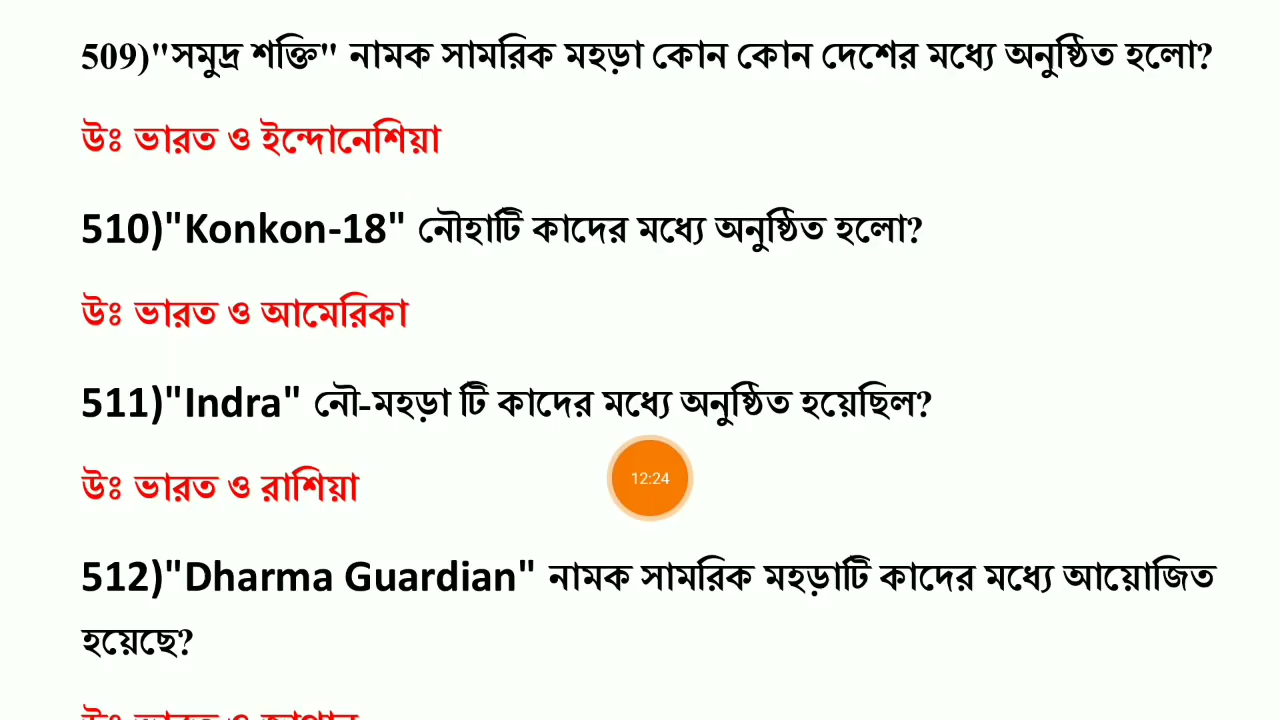 509)"সমুদ্র শক্তি" নামক সামরিক মহড়া কোন কোন দেশের মধ্যে অনুষ্ঠিত হলো?
উঃ ভারত ও ইন্দোনেশিয়া
510)"Konkon-18" নৌহাটি কাদের মধ্যে অনুষ্ঠিত হলো?
উঃ ভারত ও আমেরিকা
511)"Indra" নৌ-মহড়া টি কাদের মধ্যে অনুষ্ঠিত হয়েছিল?
12:24
উঃ ভারত ও রাশিয়া
512)"Dharma Guardian" নামক সামরিক মহড়াটি কাদের মধ্যে আয়োজিত
হয়েছে?
উঃ ভারত ও জাপান